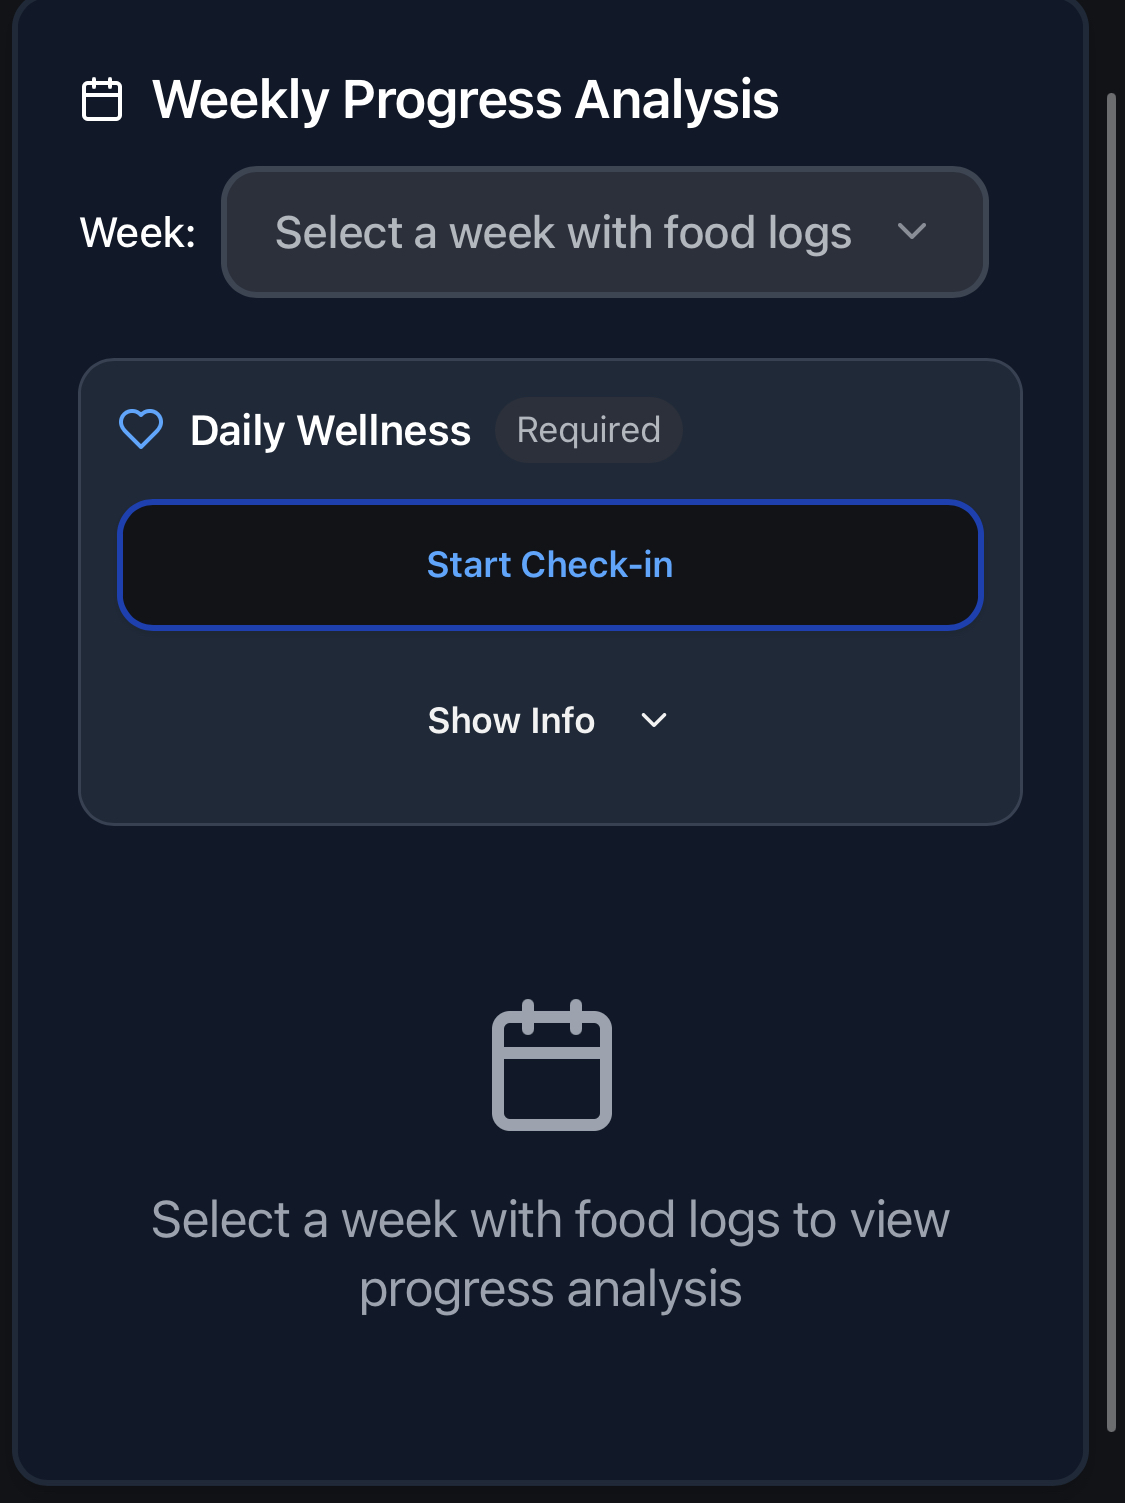 Weekly Progress Analysis
Week:
Select a week with food logs
Daily Wellness
Required
Start Check-in
Show Info
Select a week with food logs to view
progress analysis